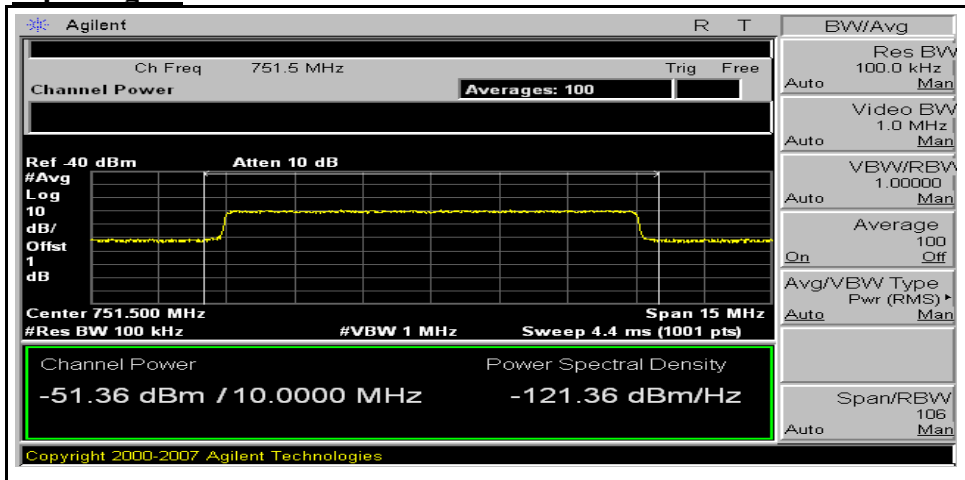 Agilent R T
Ch Freq 751.5 MHz Trig Free
Channel Power Averages: 100
Ref -40 dBm Atten 10 dB
#Avg
Log
10
dB/
Offst
1
dB
Center 751.500 MHz Span 15 MHz
#Res BW 100 kHz #VBW 1 MHz Sweep 4.4 ms (1001 pts)
Channel Power Power Spectral Density
-51.36 dBm / 10.0000 MHz -121.36 dBm/Hz
Copyright 2000-2007 Agilent Technologies
BW/Avg
Res BW
100.0 kHz
Auto Man
Video BW
1.0 MHz
Auto Man
VBW/RBW
1.00000
Auto Man
Average
100
On Off
Avg/VBW Type
Pwr (RMS)
Auto Man
Span/RBW
106
Auto Man